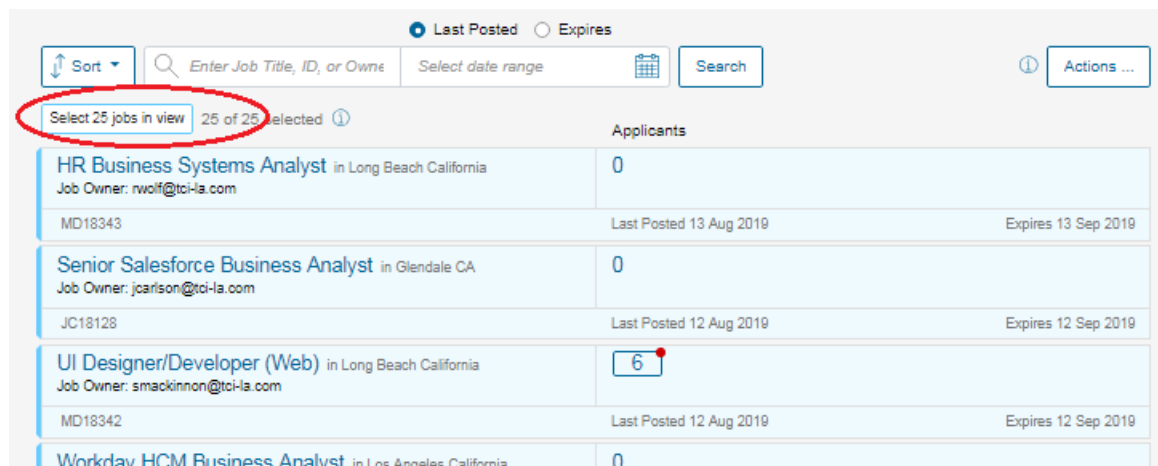 Last Posted Expires
Sort Enter Job Title, ID, or Owne Select date range Search Actions ...
Select 25 jobs in view 25 of 25 selected
Applicants
HR Business Systems Analyst in Long Beach California 0
Job Owner: rwolf@tci-la.com
MD18343 Last Posted 13 Aug 2019 Expires 13 Sep 2019
Senior Salesforce Business Analyst in Glendale CA 0
Job Owner: jcarlson@tci-la.com
JC18128 Last Posted 12 Aug 2019 Expires 12 Sep 2019
UI Designer/Developer (Web) in Long Beach California 6
Job Owner: smackinnon@tci-la.com
MD18342 Last Posted 12 Aug 2019 Expires 12 Sep 2019
Workday HCM Business Analyst in Los Angeles California 0